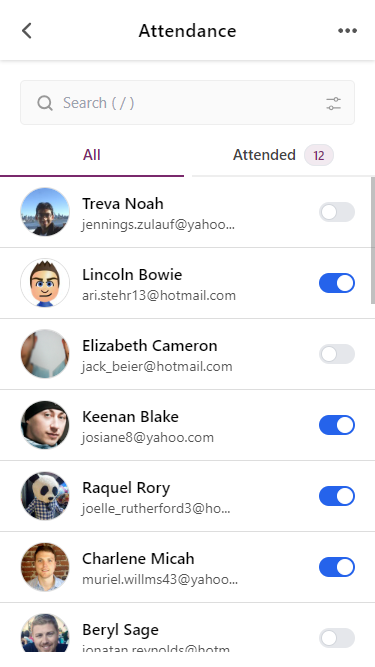 Attendance
Search ( / )
All
Attended 12
Treva Noah
jennings.zulauf@yahoo...
Lincoln Bowie
ari.stehr13@hotmail.com
Elizabeth Cameron
jack_beier@hotmail.com
Keenan Blake
josiane8@yahoo.com
Raquel Rory
joelle_rutherford3@ho...
Charlene Micah
muriel.willms43@yahoo...
Beryl Sage
jonatan.reynolds@hotm...